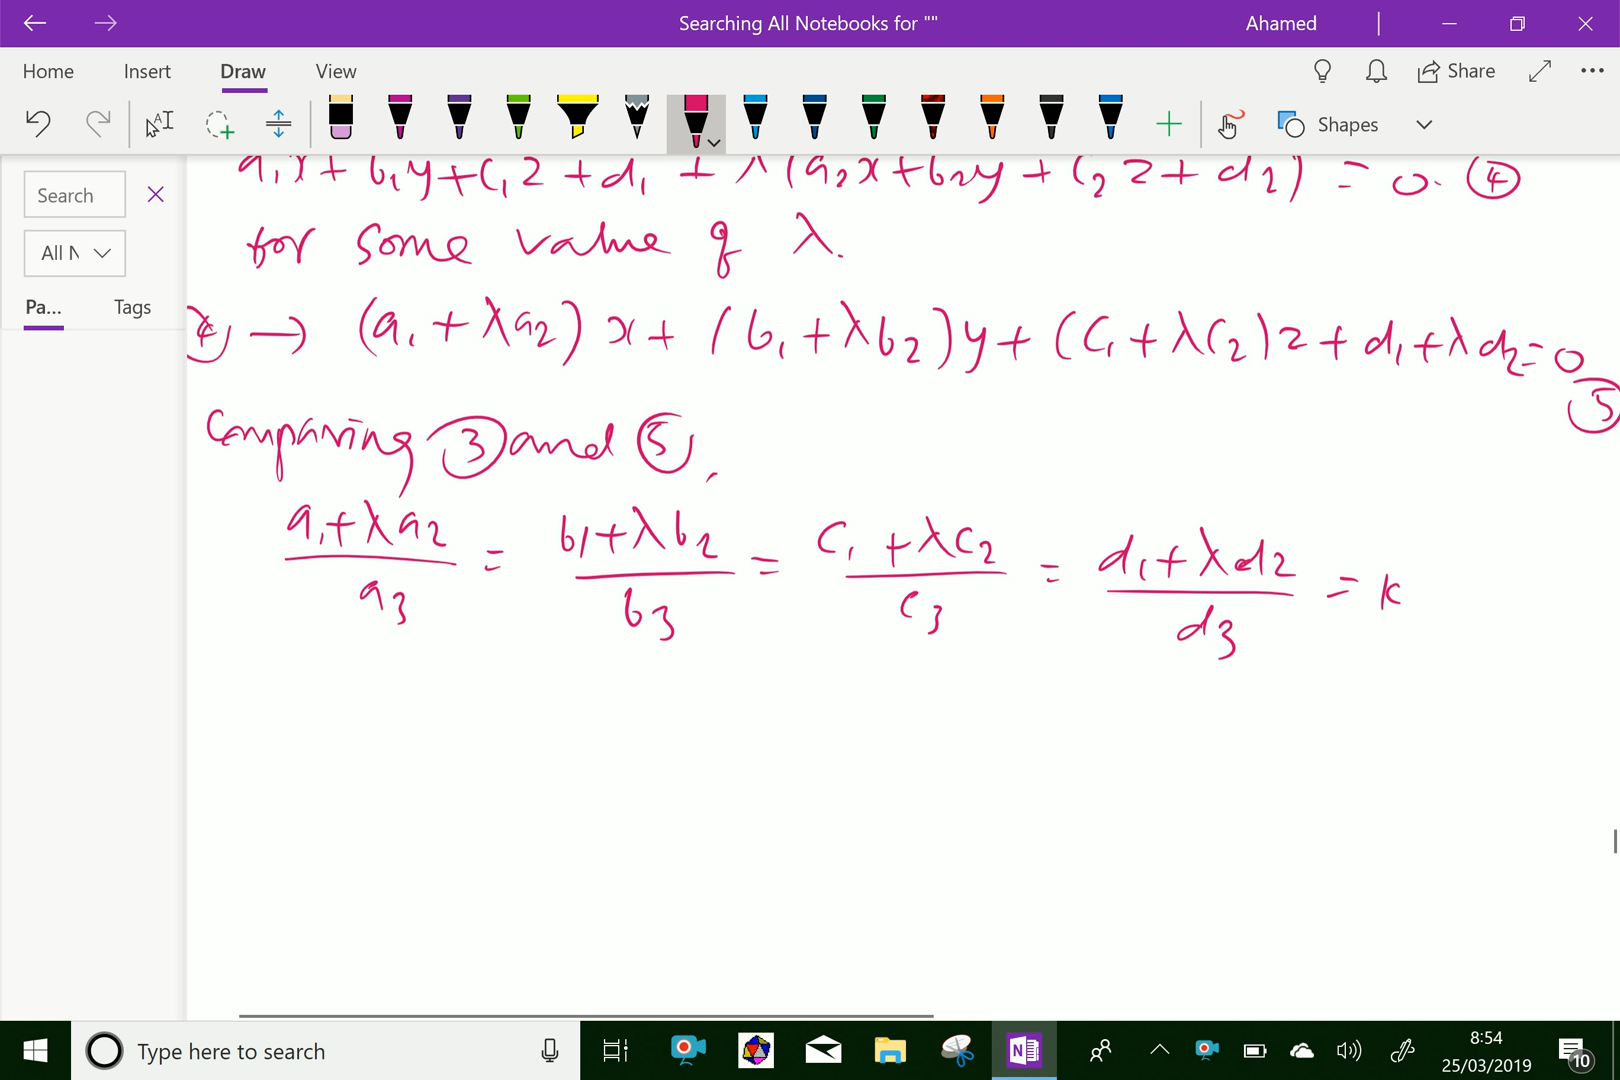 Searching All Notebooks for ""
Ahamed
Home Insert Draw View
Share
Shapes
Search
All N
Pa... Tags
a₁x + b₁y + c₁z + d₁ + λ(a₂x + b₂y + c₂z + d₂) = 0. ④
for some value of λ.
④ → (a₁ + λa₂)x + (b₁ + λb₂)y + (c₁ + λc₂)z + d₁ + λd₂ = 0
⑤
Comparing ③ and ⑤,
(a₁ + λa₂)/a₃ = (b₁ + λb₂)/b₃ = (c₁ + λc₂)/c₃ = (d₁ + λd₂)/d₃ = k
Type here to search
8:54
25/03/2019
10